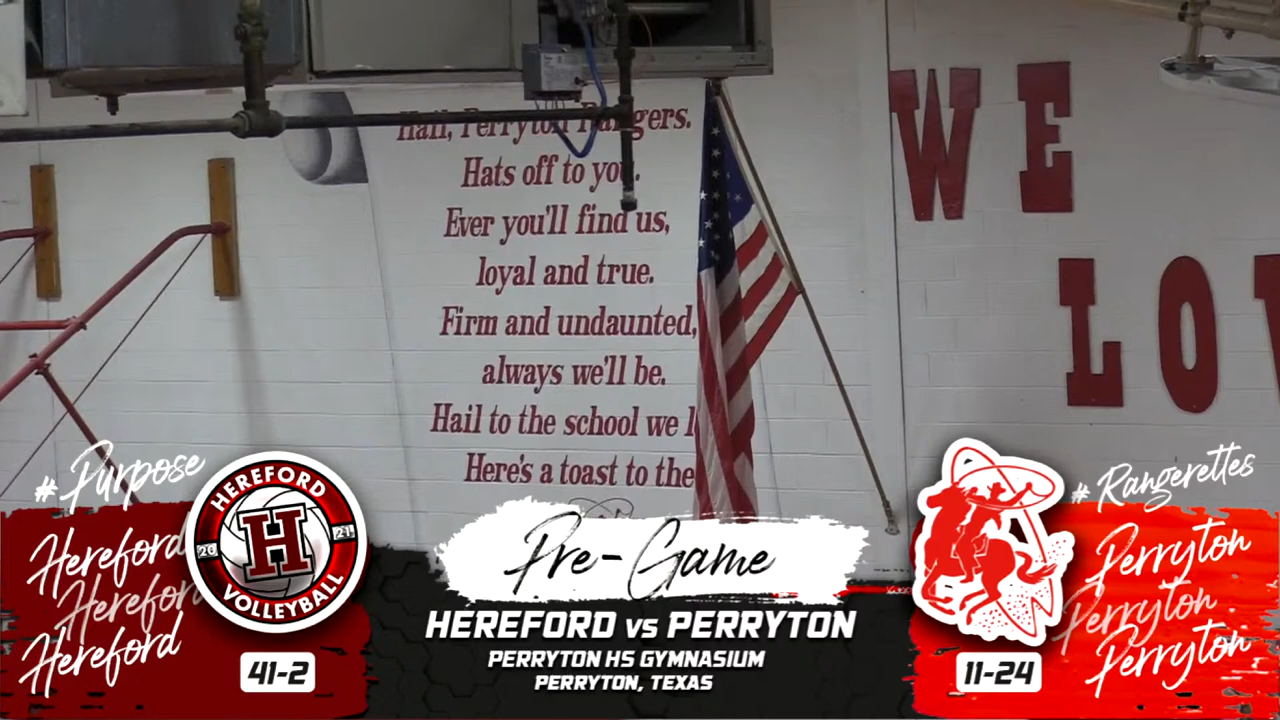 Hail, Perryton Rangers.
Hats off to you.
Ever you'll find us,
loyal and true.
Firm and undaunted,
always we'll be.
Hail to the school we
Here's a toast to the
WE
LO
#Purpose
Hereford
Hereford
Hereford
HEREFORD
20 21
H
VOLLEYBALL
41-2
Pre-Game
HEREFORD vs PERRYTON
PERRYTON HS GYMNASIUM
PERRYTON, TEXAS
# Rangerettes
Perryton
Perryton
Perryton
11-24